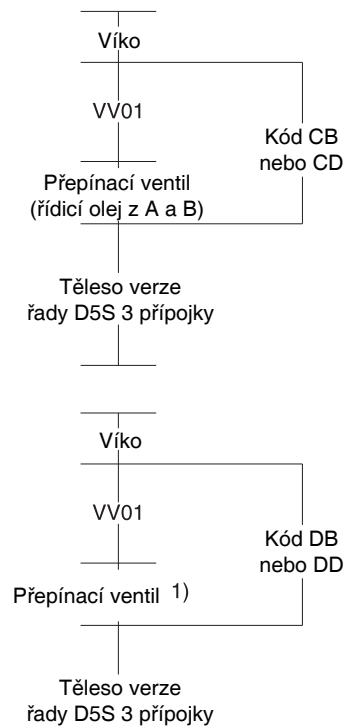 Víko
VV01
Kód CB
nebo CD
Přepínací ventil
(řídicí olej z A a B)
Těleso verze
řady D5S 3 přípojky
Víko
VV01
Kód DB
nebo DD
Přepínací ventil 1)
Těleso verze
řady D5S 3 přípojky